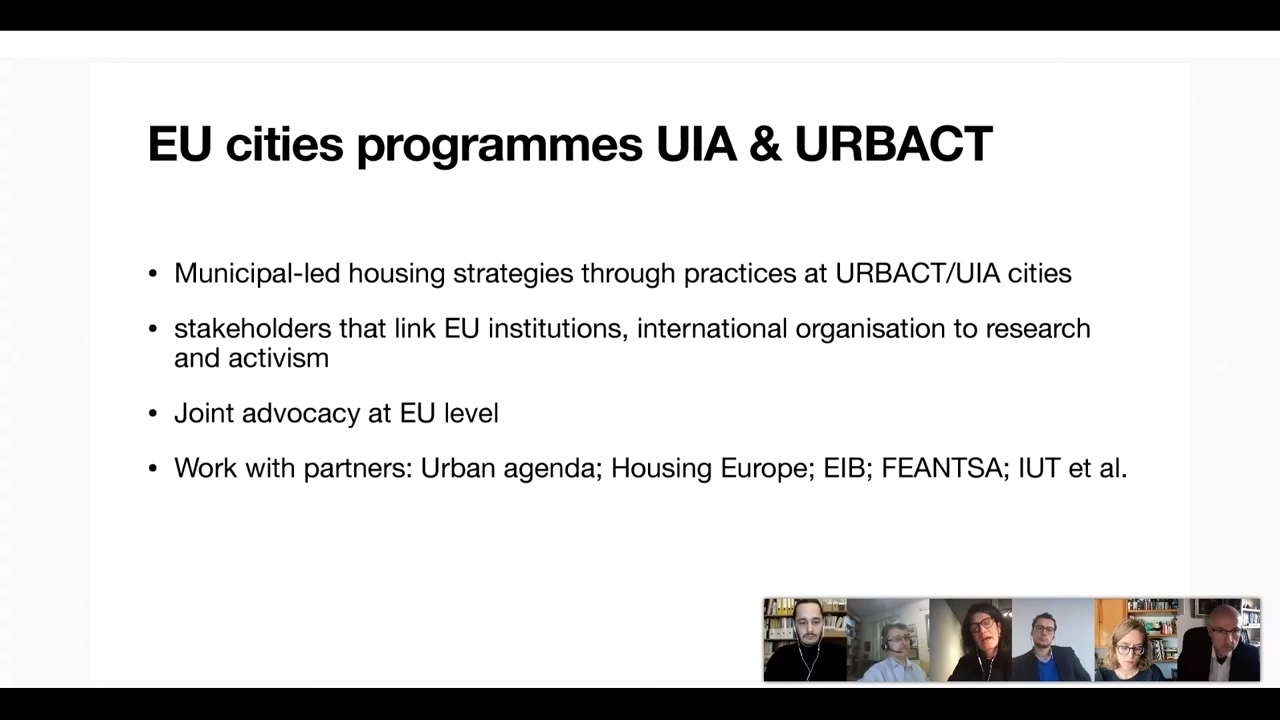 EU cities programmes UIA & URBACT
• Municipal-led housing strategies through practices at URBACT/UIA cities
• stakeholders that link EU institutions, international organisation to research
and activism
• Joint advocacy at EU level
• Work with partners: Urban agenda; Housing Europe; EIB; FEANTSA; IUT et al.